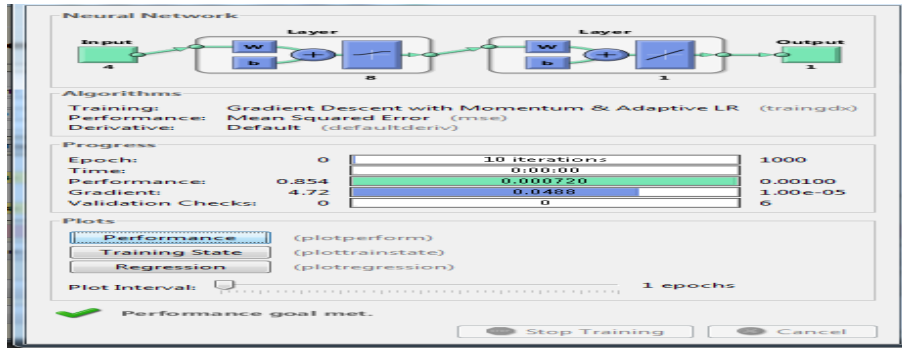 Neural Network
Layer Layer
Input Output
W W
b b
4 8 1 1
Algorithms
Training: Gradient Descent with Momentum & Adaptive LR (traingdx)
Performance: Mean Squared Error (mse)
Derivative: Default (defaultderiv)
Progress
Epoch: 0 10 iterations 1000
Time: 0:00:00
Performance: 0.854 0.000720 0.00100
Gradient: 4.72 0.0488 1.00e-05
Validation Checks: 0 0 6
Plots
Performance (plotperform)
Training State (plottrainstate)
Regression (plotregression)
Plot Interval: 1 epochs
Performance goal met.
Stop Training Cancel